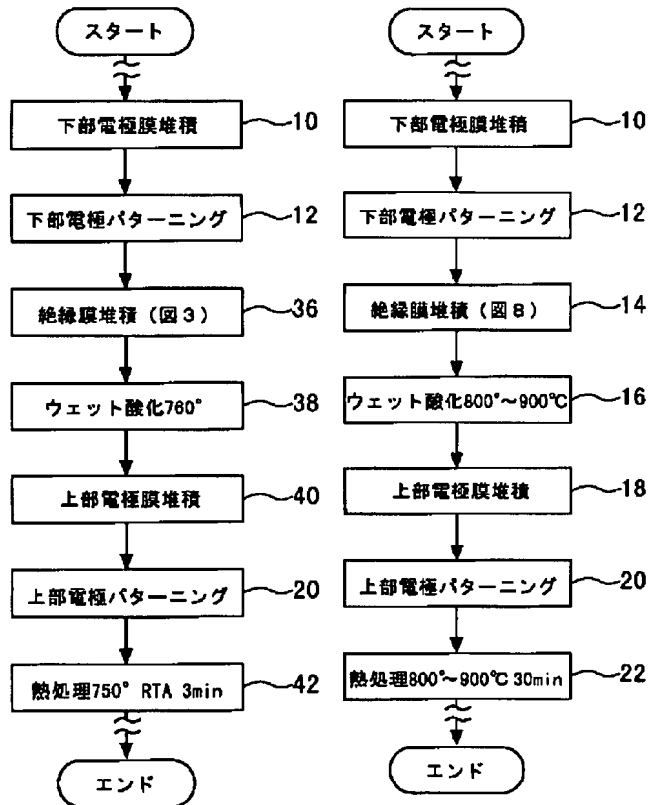 スタート
下部電極膜堆積
10
下部電極パターニング
12
絶縁膜堆積(図3)
36
ウェット酸化760°
38
上部電極膜堆積
40
上部電極パターニング
20
熱処理750° RTA 3min
42
エンド
スタート
下部電極膜堆積
10
下部電極パターニング
12
絶縁膜堆積(図8)
14
ウェット酸化800°~900℃
16
上部電極膜堆積
18
上部電極パターニング
20
熱処理800°~900℃ 30min
22
エンド